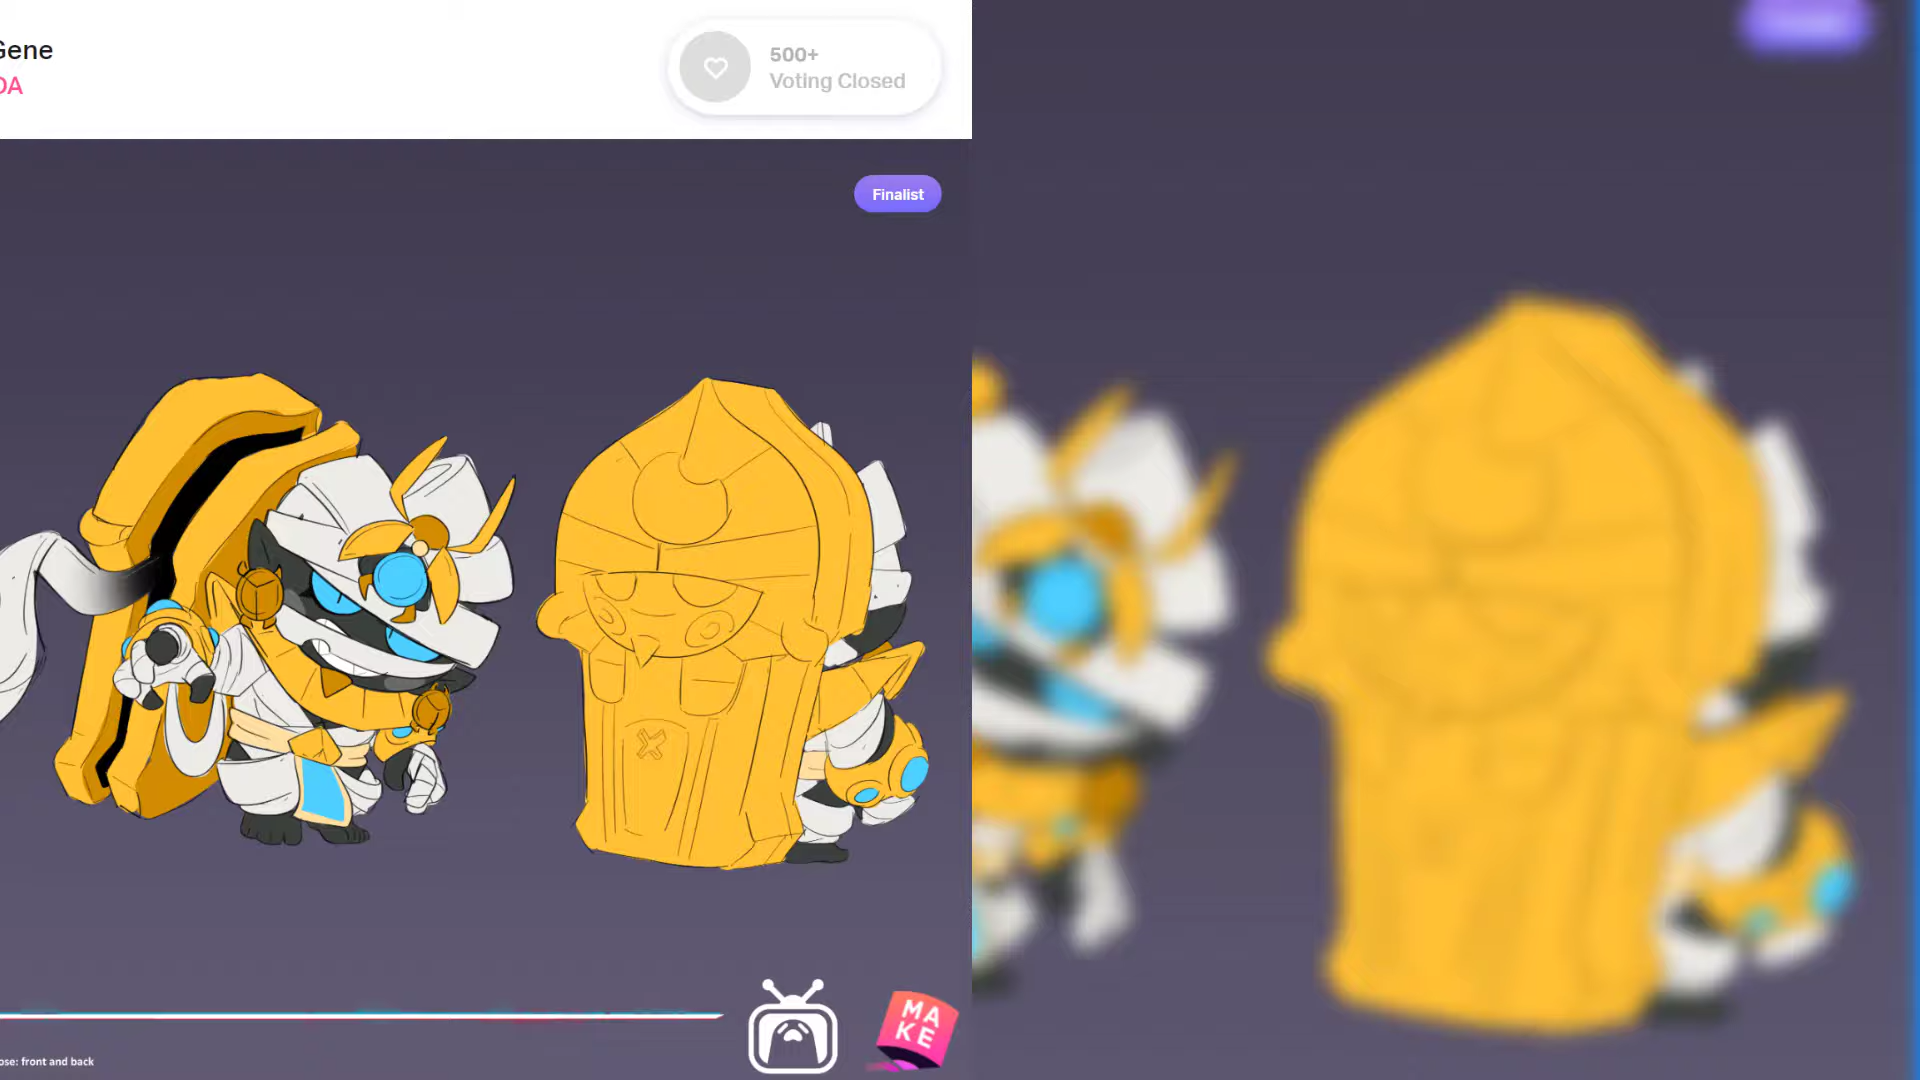 Gene
DA
500+
Voting Closed
Finalist
MA
KE
ose: front and back